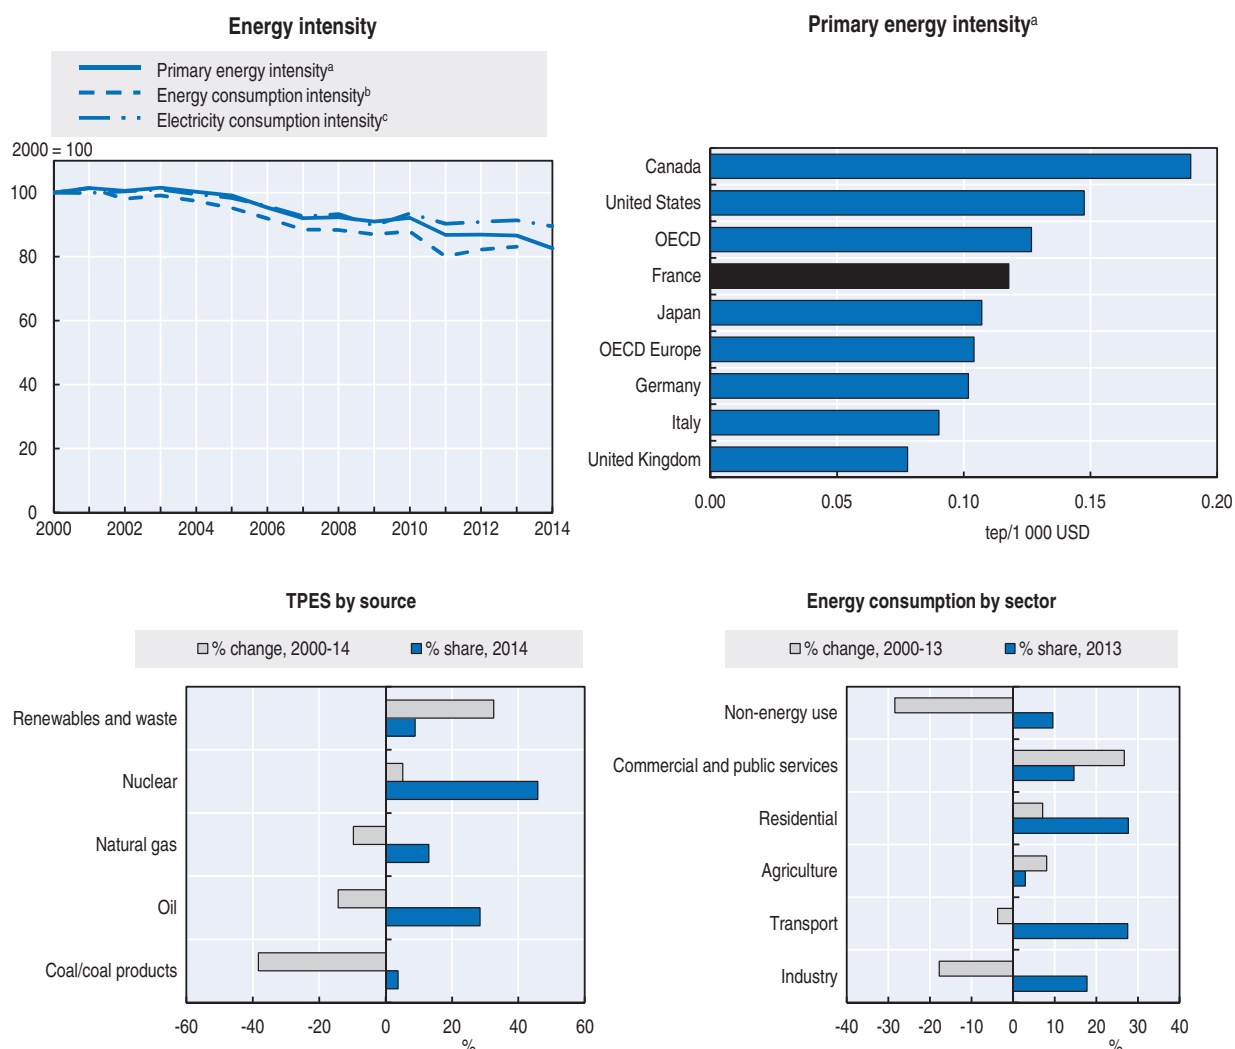 Energy intensity
Primary energy intensityᵃ
Energy consumption intensityᵇ
Electricity consumption intensityᶜ
2000 = 100
100
80
60
40
20
0
2000 2002 2004 2006 2008 2010 2012 2014
Primary energy intensityᵃ
Canada
United States
OECD
France
Japan
OECD Europe
Germany
Italy
United Kingdom
0.00 0.05 0.10 0.15 0.20
tep/1 000 USD
TPES by source
% change, 2000-14 % share, 2014
Renewables and waste
Nuclear
Natural gas
Oil
Coal/coal products
-60 -40 -20 0 20 40 60
%
Energy consumption by sector
% change, 2000-13 % share, 2013
Non-energy use
Commercial and public services
Residential
Agriculture
Transport
Industry
-40 -30 -20 -10 0 10 20 30 40
%